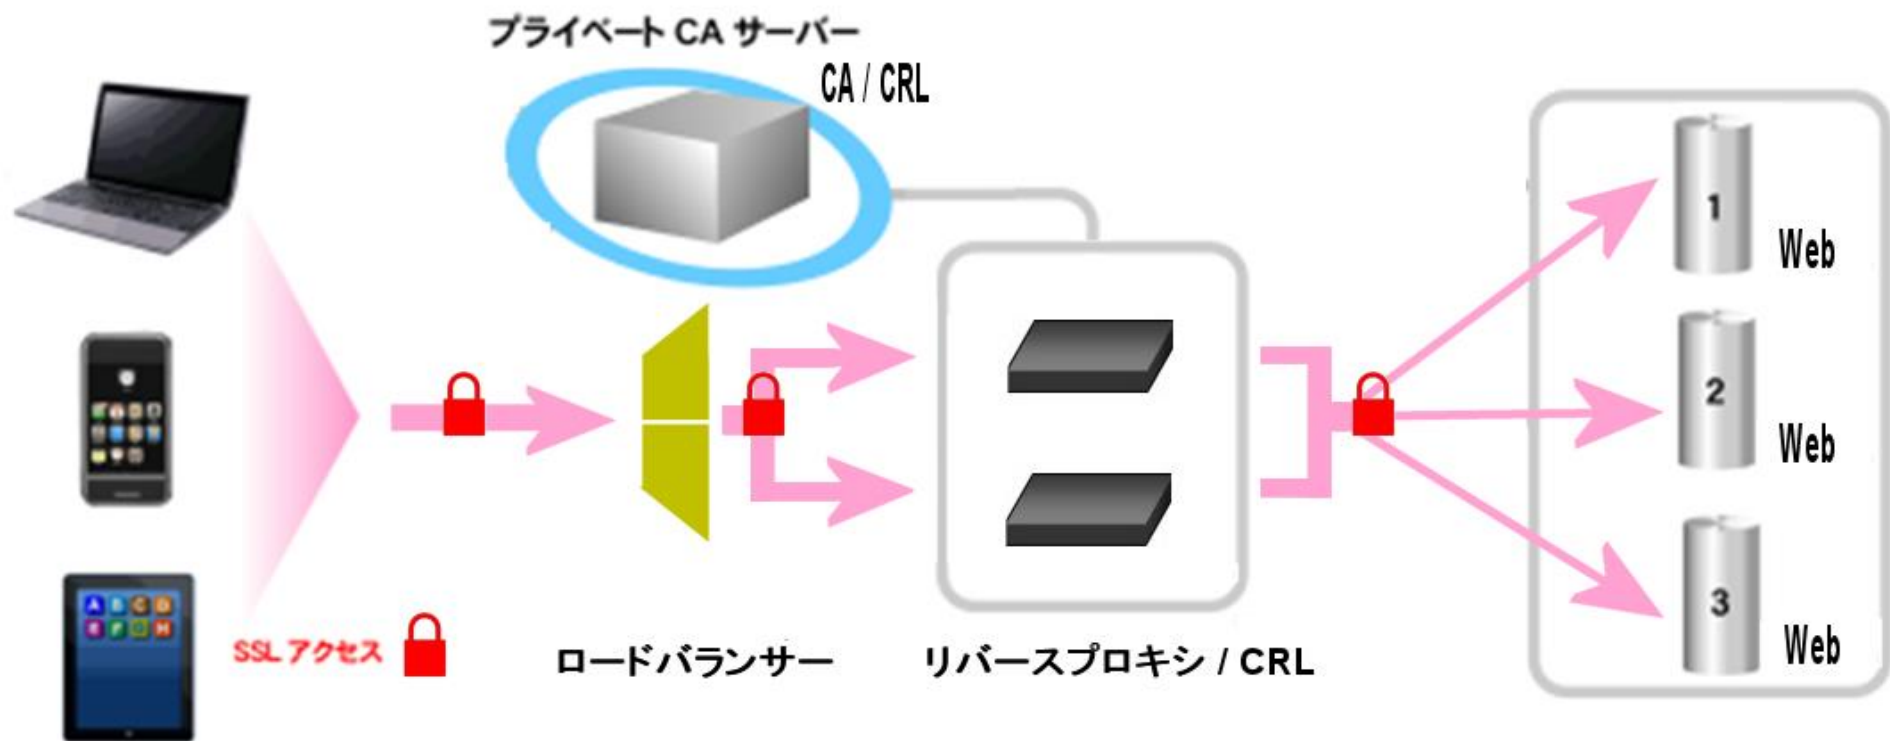 プライベート CA サーバー
CA / CRL
1
Web
2
Web
3
Web
A B C D
E F G H
SSL アクセス
ロードバランサー
リバースプロキシ / CRL